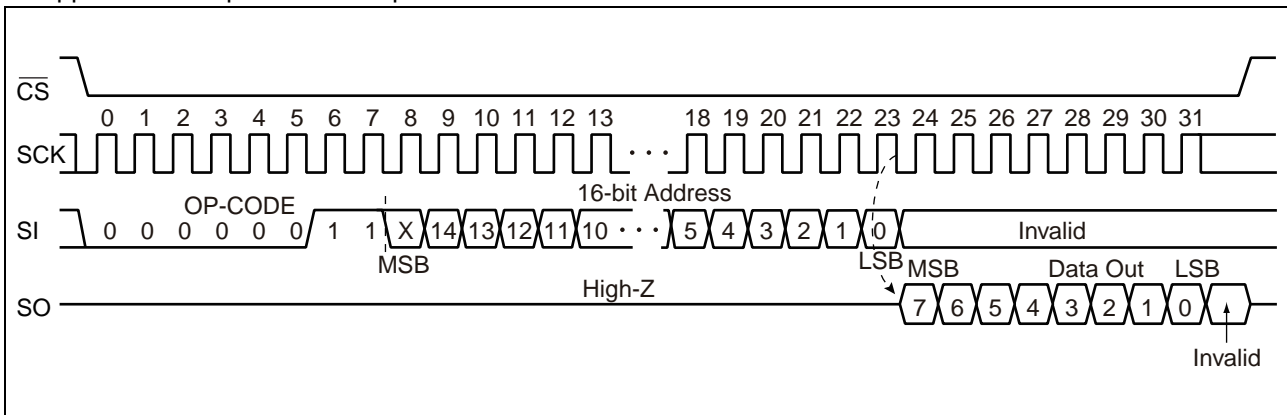 CS
0 1 2 3 4 5 6 7 8 9 10 11 12 13 18 19 20 21 22 23 24 25 26 27 28 29 30 31
SCK ···
OP-CODE 16-bit Address
SI 0 0 0 0 0 0 1 1 X 14 13 12 11 10 ··· 5 4 3 2 1 0 Invalid
MSB LSB MSB Data Out LSB
High-Z
SO 7 6 5 4 3 2 1 0
Invalid